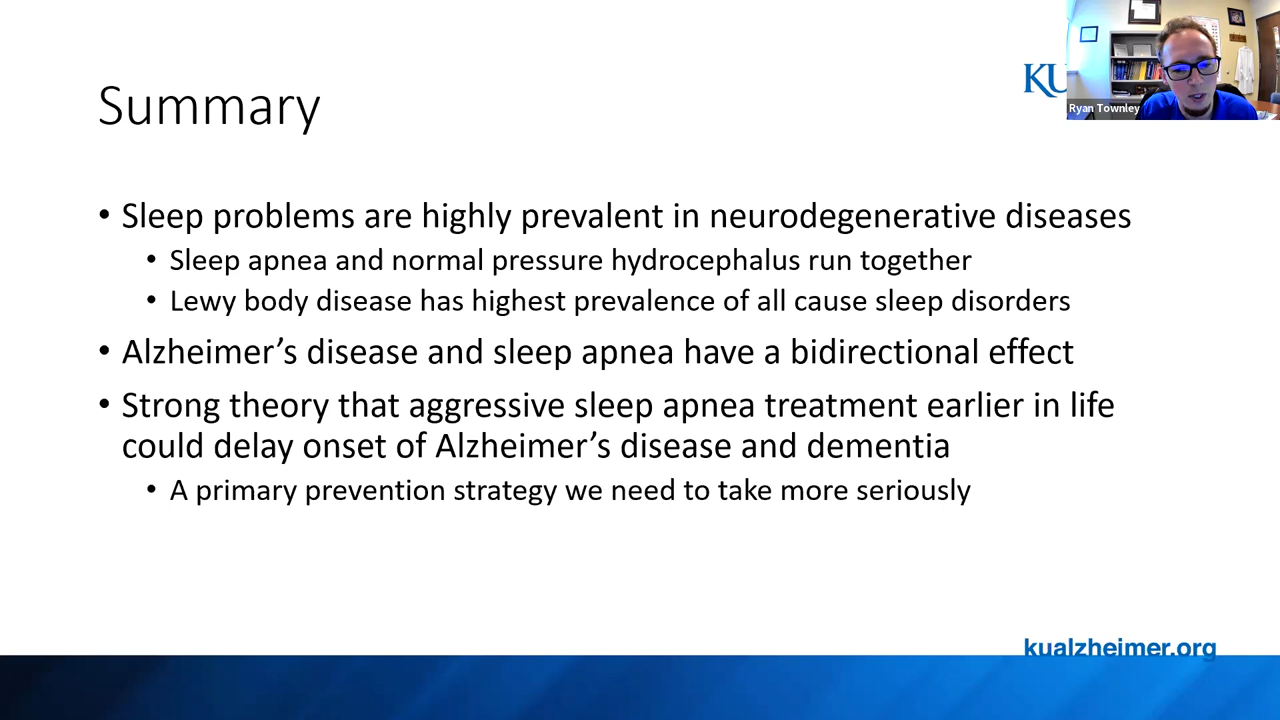 Summary
KU
Ryan Townley
• Sleep problems are highly prevalent in neurodegenerative diseases
• Sleep apnea and normal pressure hydrocephalus run together
• Lewy body disease has highest prevalence of all cause sleep disorders
• Alzheimer’s disease and sleep apnea have a bidirectional effect
• Strong theory that aggressive sleep apnea treatment earlier in life
could delay onset of Alzheimer’s disease and dementia
• A primary prevention strategy we need to take more seriously
kualzheimer.org